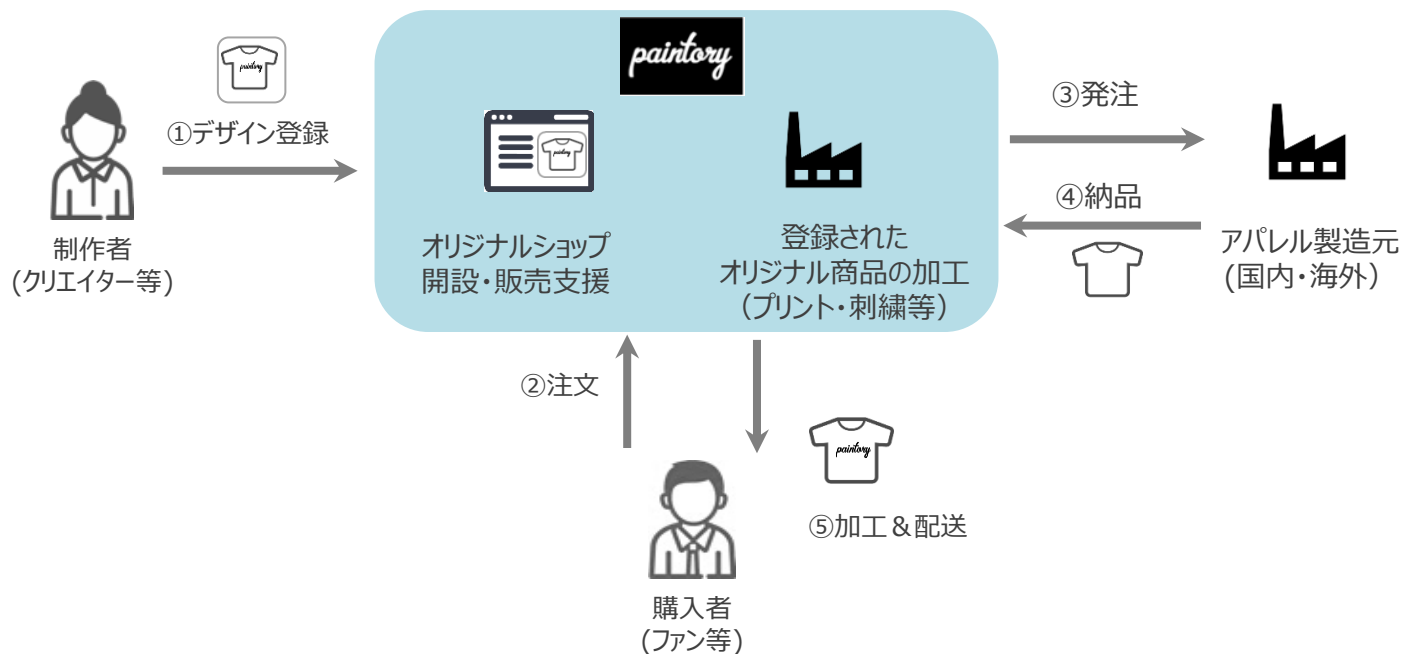 paintory
paintory
①デザイン登録
制作者
(クリエイター等)
paintory
オリジナルショップ
開設・販売支援
登録された
オリジナル商品の加工
(プリント・刺繍等)
③発注
④納品
アパレル製造元
(国内・海外)
②注文
paintory
⑤加工&配送
購入者
(ファン等)